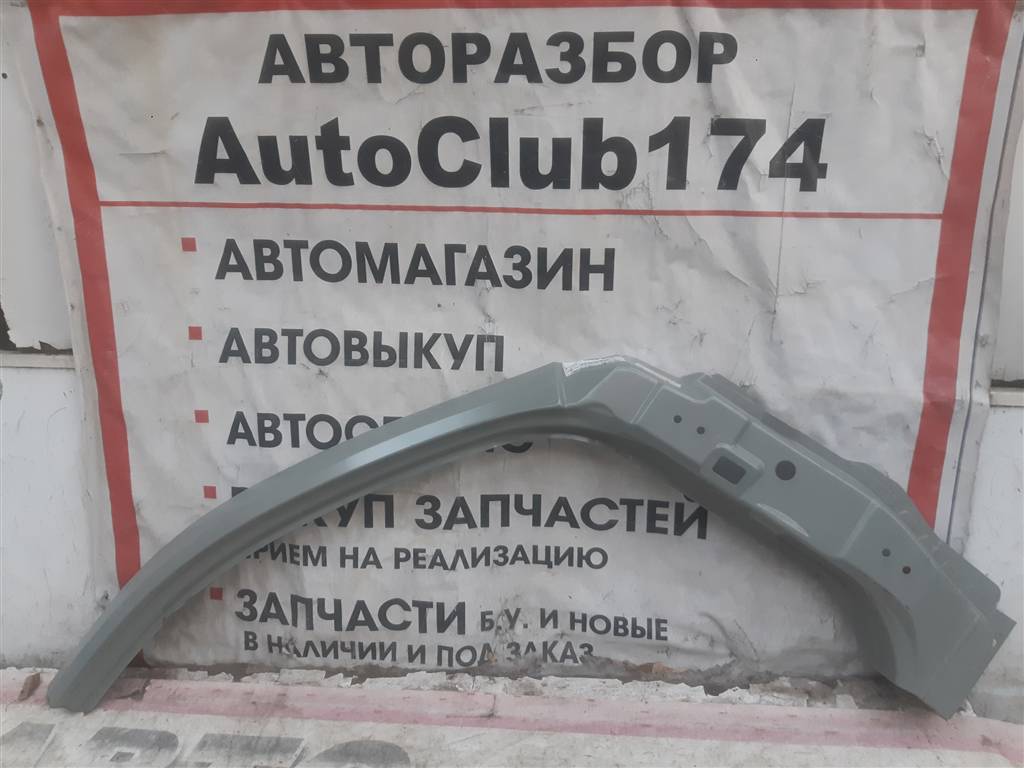 АВТОРАЗБОР
AutoClub174
АВТОМАГАЗИН
АВТОВЫКУП
ЗАПЧАСТЕЙ
НА РЕАЛИЗАЦИЮ
ЗАПЧАСТИ Б.У. И НОВЫЕ
В НАЛИЧИИ И ПОД ЗАКАЗ